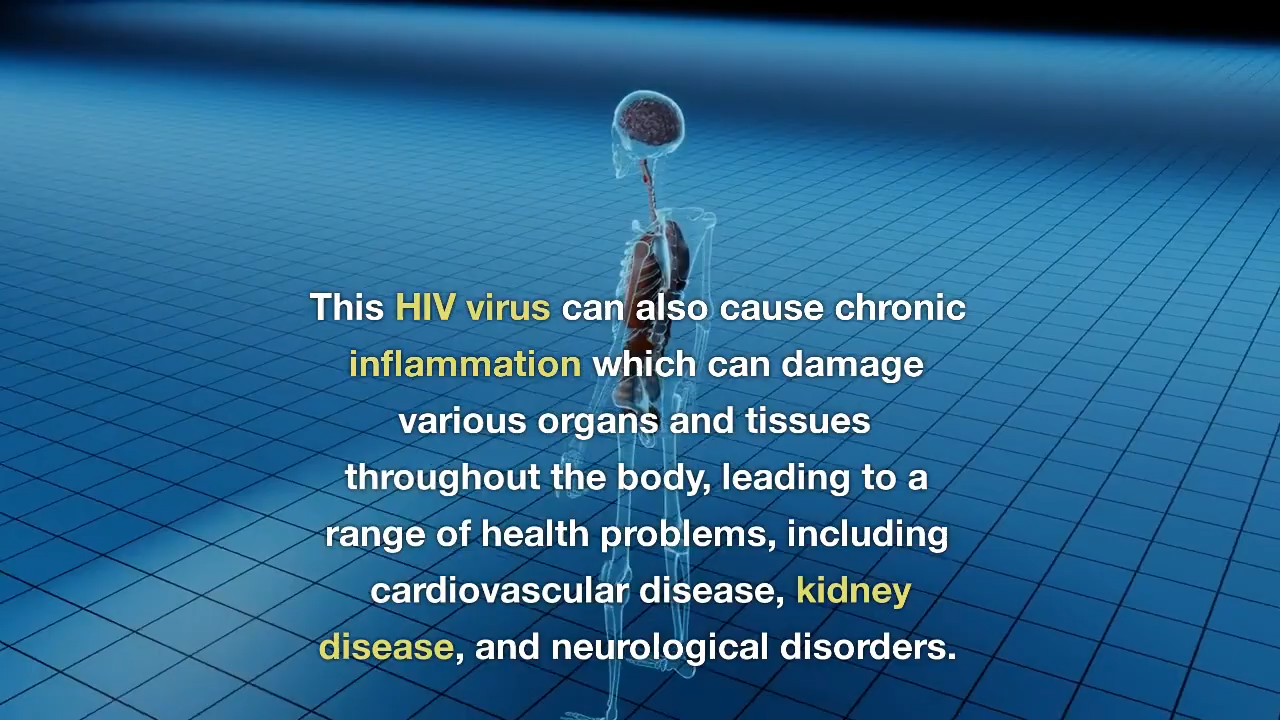 This HIV virus can also cause chronic
inflammation which can damage
various organs and tissues
throughout the body, leading to a
range of health problems, including
cardiovascular disease, kidney
disease, and neurological disorders.